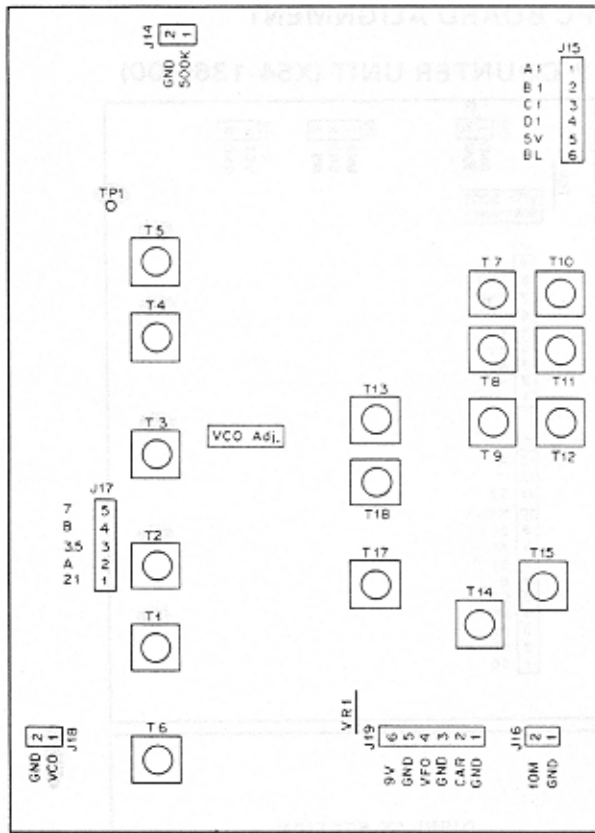 J14
2
1
GND
500K
J15
A1 1
B1 2
C1 3
D1 4
5V 5
BL 6
TP1
T5
T4
T7
T10
T8
T11
T13
T3
VCO Adj.
T9
T12
J17
7 5
B 4
3.5 3
A 2
21 1
T18
T2
T17
T15
T14
T1
VR1
J18
2
1
GND
VCO
T6
J19
6
5
4
3
2
1
9V
GND
VFO
GND
CAR
GND
J16
2
1
10M
GND